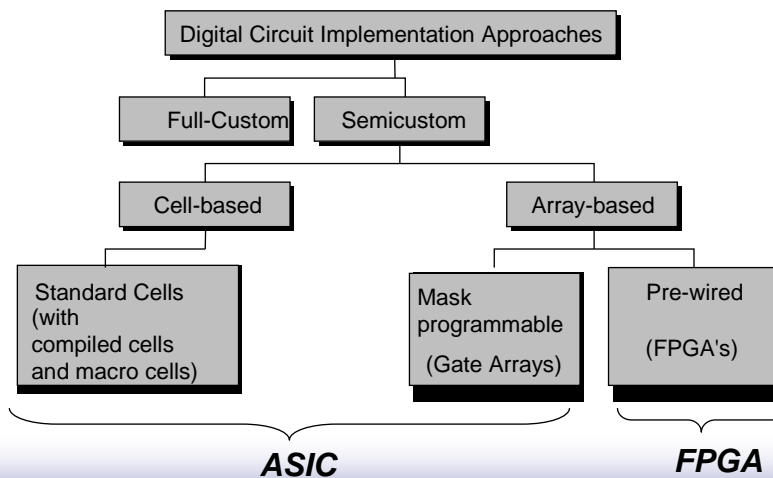 Digital Circuit Implementation Approaches
Full-Custom
Semicustom
Cell-based
Array-based
Standard Cells
(with
compiled cells
and macro cells)
Mask
programmable
(Gate Arrays)
Pre-wired
(FPGA's)
ASIC
FPGA